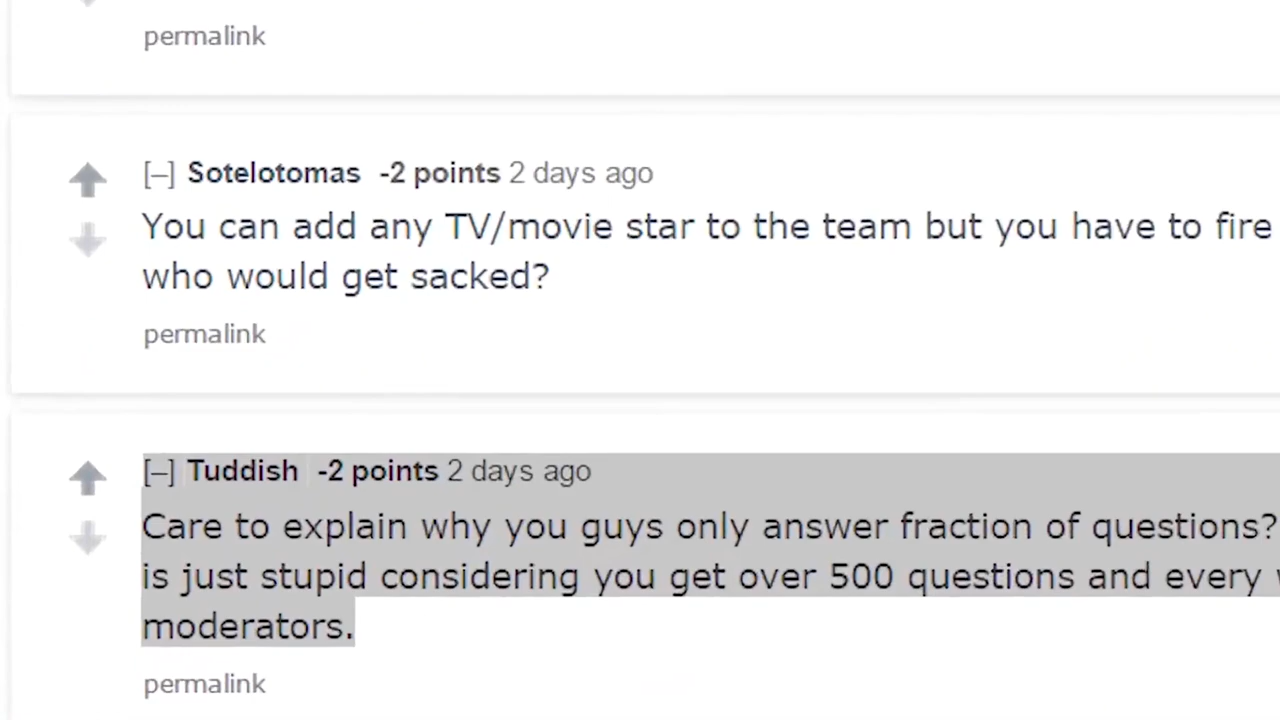 permalink
[–] Sotelotomas -2 points 2 days ago
You can add any TV/movie star to the team but you have to fire
who would get sacked?
permalink
[–] Tuddish -2 points 2 days ago
Care to explain why you guys only answer fraction of questions?
is just stupid considering you get over 500 questions and every
moderators.
permalink